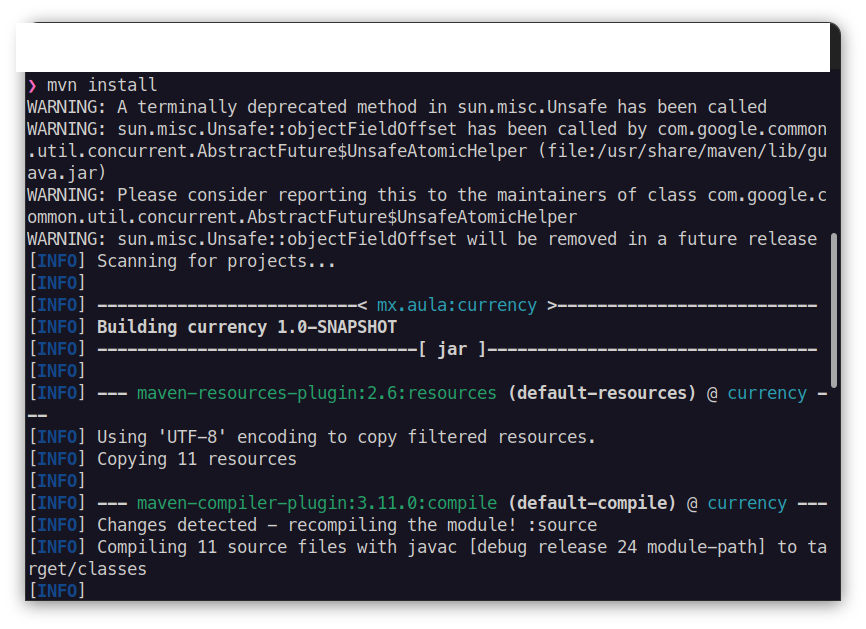 ❯ mvn install
WARNING: A terminally deprecated method in sun.misc.Unsafe has been called
WARNING: sun.misc.Unsafe::objectFieldOffset has been called by com.google.common
.util.concurrent.AbstractFuture$UnsafeAtomicHelper (file:/usr/share/maven/lib/gu
ava.jar)
WARNING: Please consider reporting this to the maintainers of class com.google.c
ommon.util.concurrent.AbstractFuture$UnsafeAtomicHelper
WARNING: sun.misc.Unsafe::objectFieldOffset will be removed in a future release
[INFO] Scanning for projects...
[INFO]
[INFO] --------------------------< mx.aula:currency >--------------------------
[INFO] Building currency 1.0-SNAPSHOT
[INFO] --------------------------------[ jar ]---------------------------------
[INFO]
[INFO] --- maven-resources-plugin:2.6:resources (default-resources) @ currency -
--
[INFO] Using 'UTF-8' encoding to copy filtered resources.
[INFO] Copying 11 resources
[INFO]
[INFO] --- maven-compiler-plugin:3.11.0:compile (default-compile) @ currency ---
[INFO] Changes detected - recompiling the module! :source
[INFO] Compiling 11 source files with javac [debug release 24 module-path] to ta
rget/classes
[INFO]